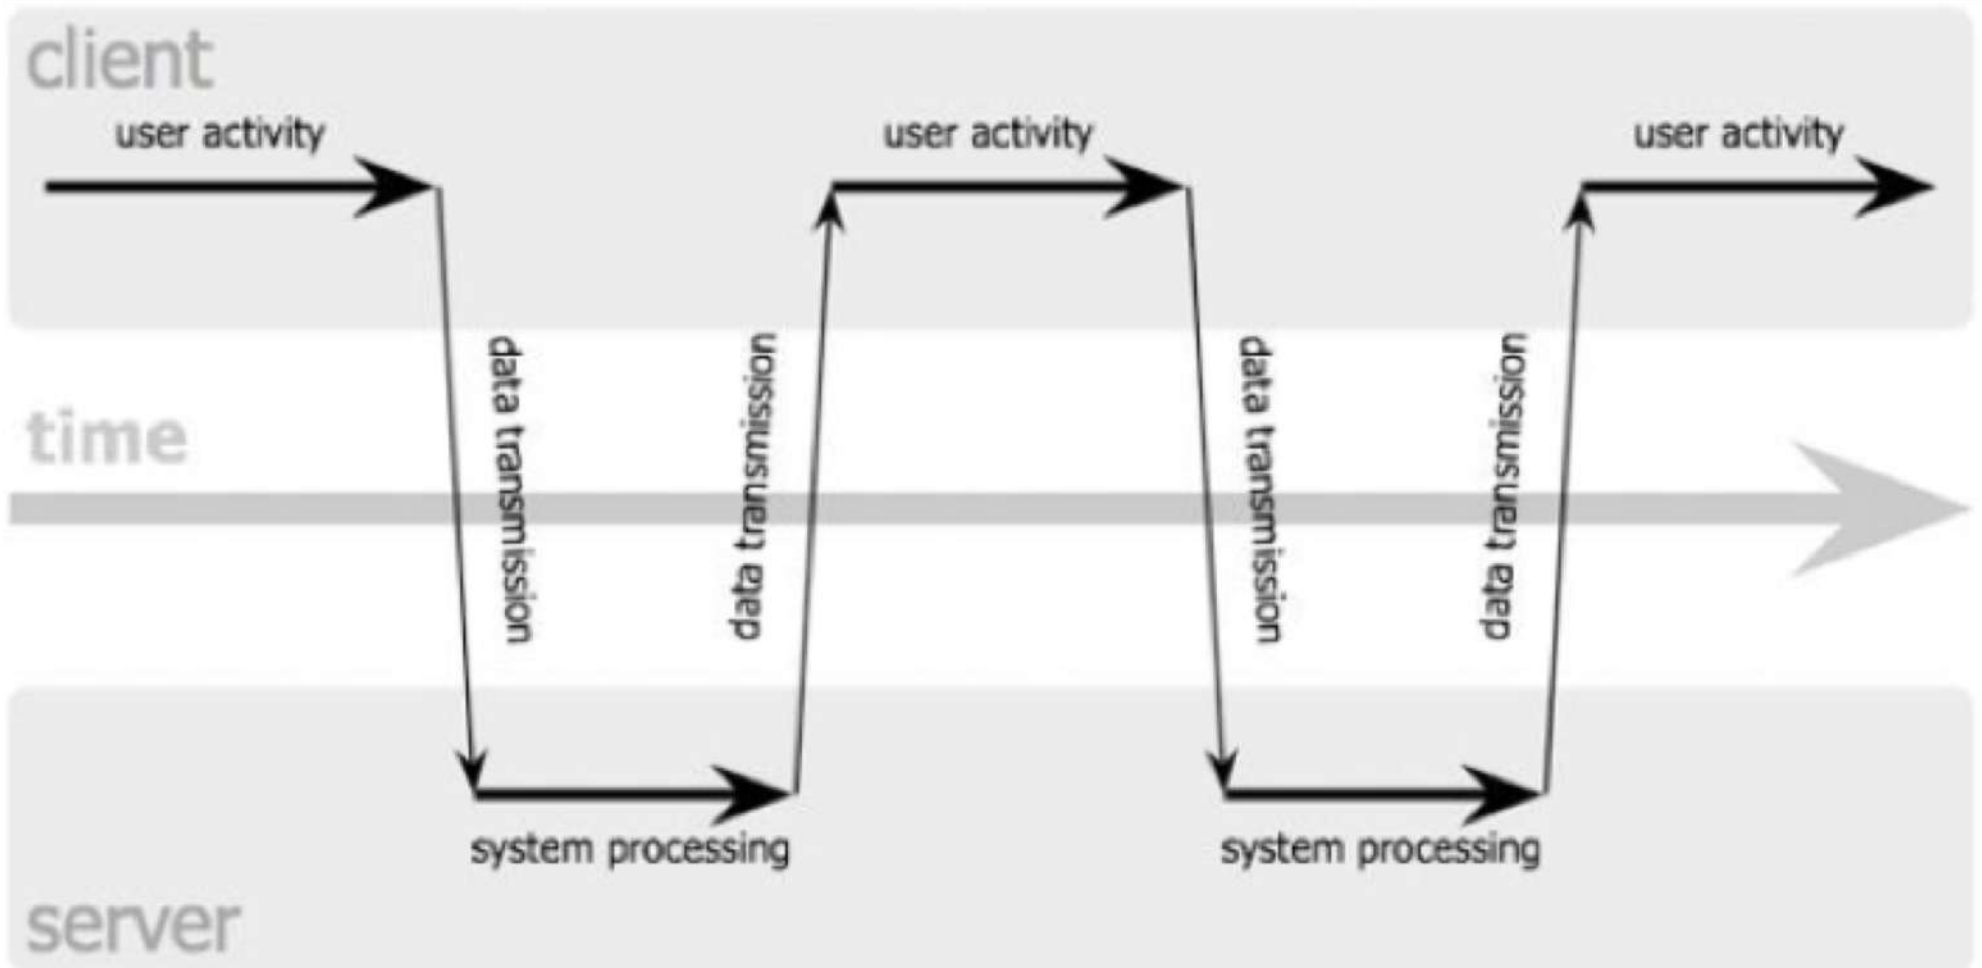 client
user activity
user activity
user activity
data transmission
data transmission
data transmission
data transmission
time
system processing
system processing
server